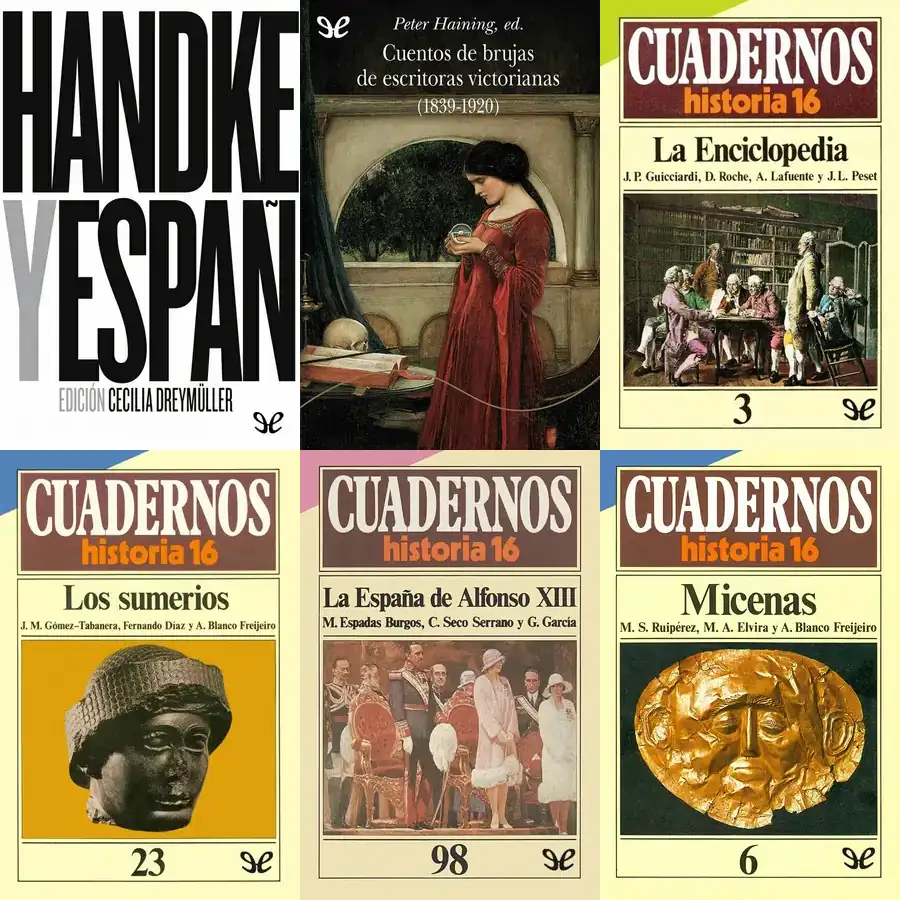 HANDKE
Y ESPAÑ
EDICIÓN CECILIA DREYMÜLLER
Peter Haining, ed.
Cuentos de brujas
de escritoras victorianas
(1839-1920)
CUADERNOS
historia 16
La Enciclopedia
J. P. Guicciardi, D. Roche, A. Lafuente y J. L. Peset
3
CUADERNOS
historia 16
Los sumerios
J. M. Gómez-Tabanera, Fernando Díaz y A. Blanco Freijeiro
23
CUADERNOS
historia 16
La España de Alfonso XIII
M. Espadas Burgos, C. Seco Serrano y G. García
98
CUADERNOS
historia 16
Micenas
M. S. Ruipérez, M. A. Elvira y A. Blanco Freijeiro
6